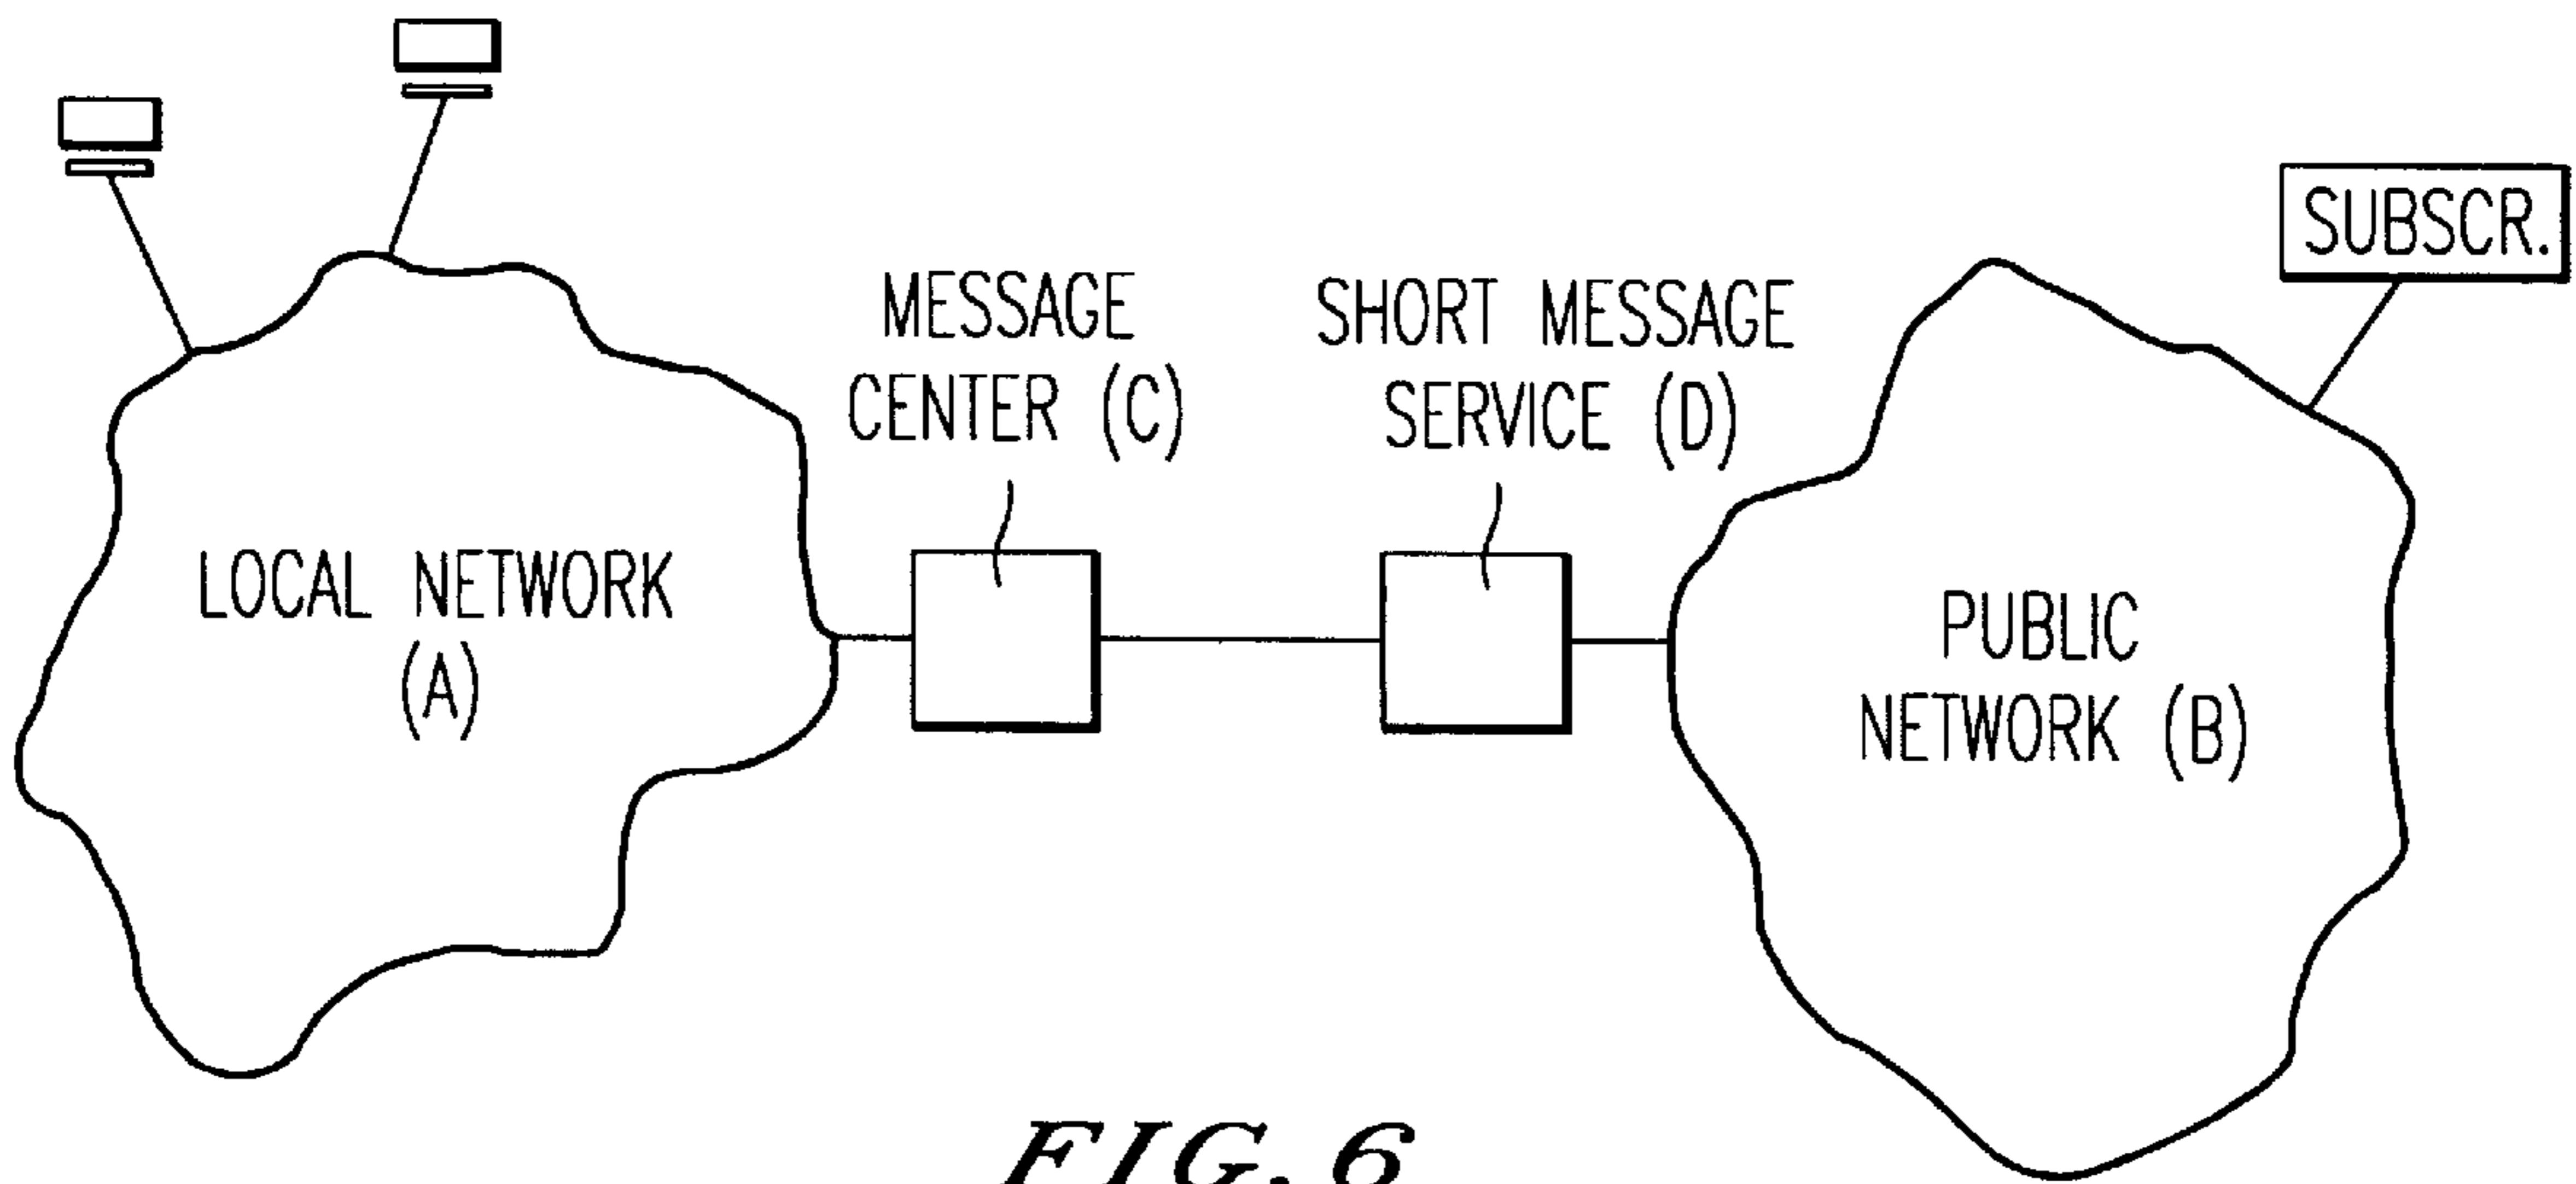 MESSAGE
CENTER (C)
SHORT MESSAGE
SERVICE (D)
SUBSCR.
LOCAL NETWORK
(A)
PUBLIC
NETWORK (B)
FIG. 6